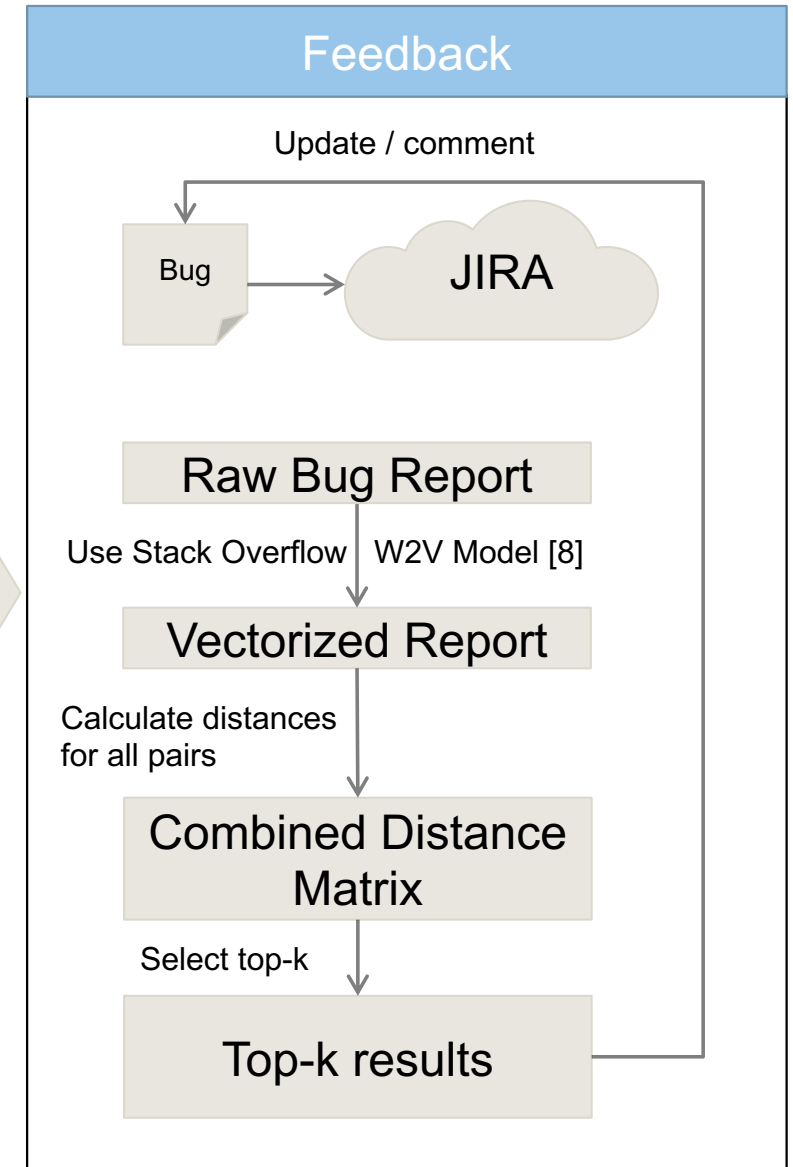 Feedback
Update / comment
Bug
JIRA
Raw Bug Report
Use Stack Overflow W2V Model [8]
Vectorized Report
Calculate distances
for all pairs
Combined Distance
Matrix
Select top-k
Top-k results